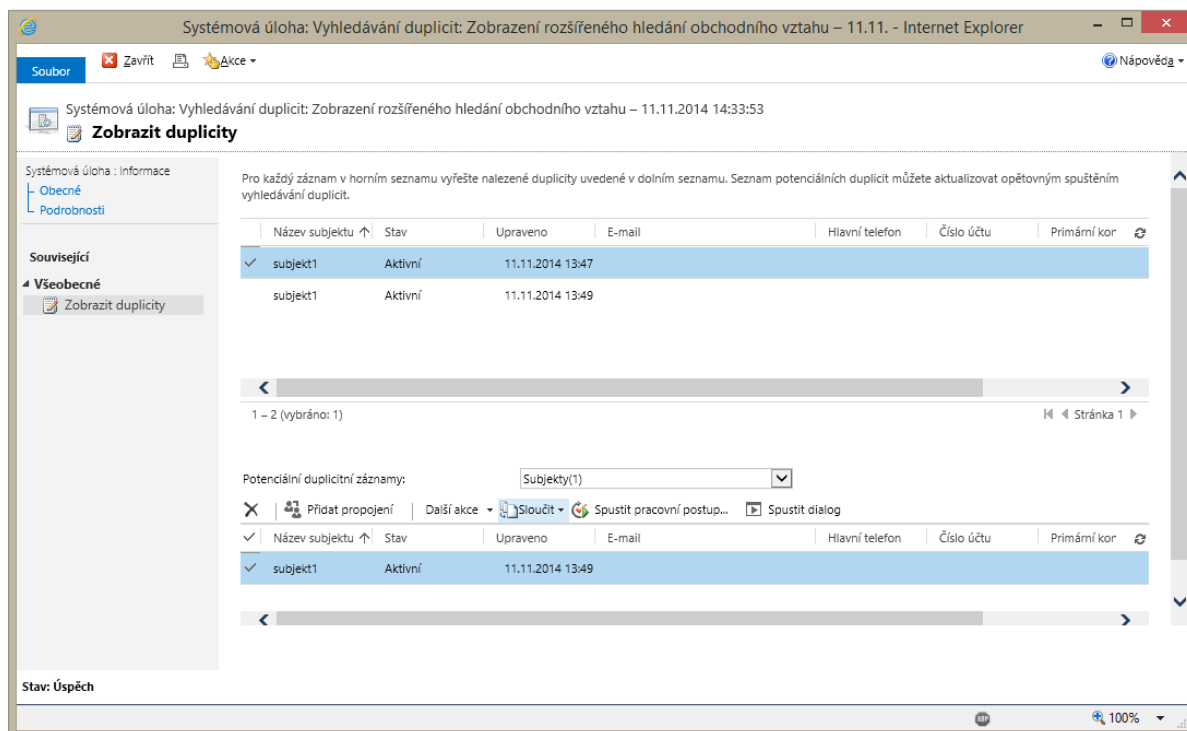 Systémová úloha: Vyhledávání duplicit: Zobrazení rozšířeného hledání obchodního vztahu – 11.11. - Internet Explorer
Soubor
Zavřít
Akce
Nápověda
Systémová úloha: Vyhledávání duplicit: Zobrazení rozšířeného hledání obchodního vztahu – 11.11.2014 14:33:53
Zobrazit duplicity
Systémová úloha : Informace
Obecné
Podrobnosti
Související
Všeobecné
Zobrazit duplicity
Pro každý záznam v horním seznamu vyřešte nalezené duplicity uvedené v dolním seznamu. Seznam potenciálních duplicit můžete aktualizovat opětovným spuštěním
vyhledávání duplicit.
Název subjektu Stav Upraveno E-mail Hlavní telefon Číslo účtu Primární kor
subjekt1 Aktivní 11.11.2014 13:47
subjekt1 Aktivní 11.11.2014 13:49
1 – 2 (vybráno: 1) Stránka 1
Potenciální duplicitní záznamy: Subjekty(1)
Přidat propojení Další akce Sloučit Spustit pracovní postup... Spustit dialog
Název subjektu Stav Upraveno E-mail Hlavní telefon Číslo účtu Primární kor
subjekt1 Aktivní 11.11.2014 13:49
Stav: Úspěch
ABP
100%